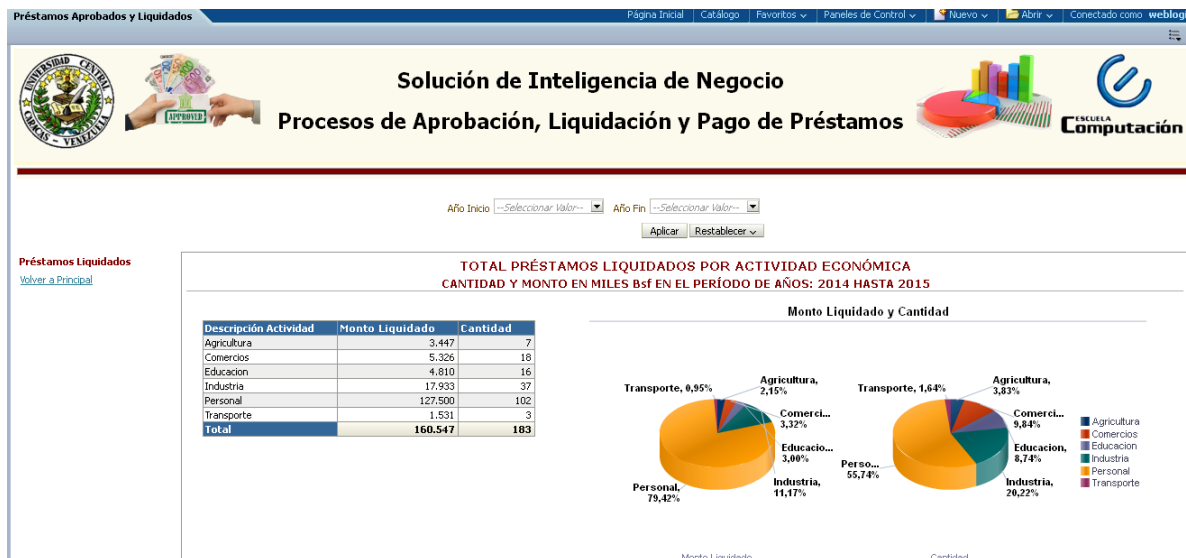 Préstamos Aprobados y Liquidados
Página Inicial Catálogo Favoritos Paneles de Control Nuevo Abrir Conectado como weblogi
UNIVERSIDAD CENTRAL
CARACAS - VENEZUELA
APPROVED
Solución de Inteligencia de Negocio
Procesos de Aprobación, Liquidación y Pago de Préstamos
ESCUELA
Computación
Año Inicio --Seleccionar Valor-- Año Fin --Seleccionar Valor--
Aplicar Restablecer
Préstamos Liquidados
Volver a Principal
TOTAL PRÉSTAMOS LIQUIDADOS POR ACTIVIDAD ECONÓMICA
CANTIDAD Y MONTO EN MILES Bsf EN EL PERÍODO DE AÑOS: 2014 HASTA 2015
Descripción Actividad Monto Liquidado Cantidad
Agricultura 3.447 7
Comercios 5.326 18
Educacion 4.810 16
Industria 17.933 37
Personal 127.500 102
Transporte 1.531 3
Total 160.547 183
Monto Liquidado y Cantidad
Transporte, 0,95%
Agricultura,
2,15%
Comerci...
3,32%
Educacio...
3,00%
Industria,
11,17%
Personal,
79,42%
Monto Liquidado
Transporte, 1,64%
Agricultura,
3,83%
Comerci...
9,84%
Educacion,
8,74%
Industria,
20,22%
Perso...
55,74%
Cantidad
Agricultura
Comercios
Educacion
Industria
Personal
Transporte